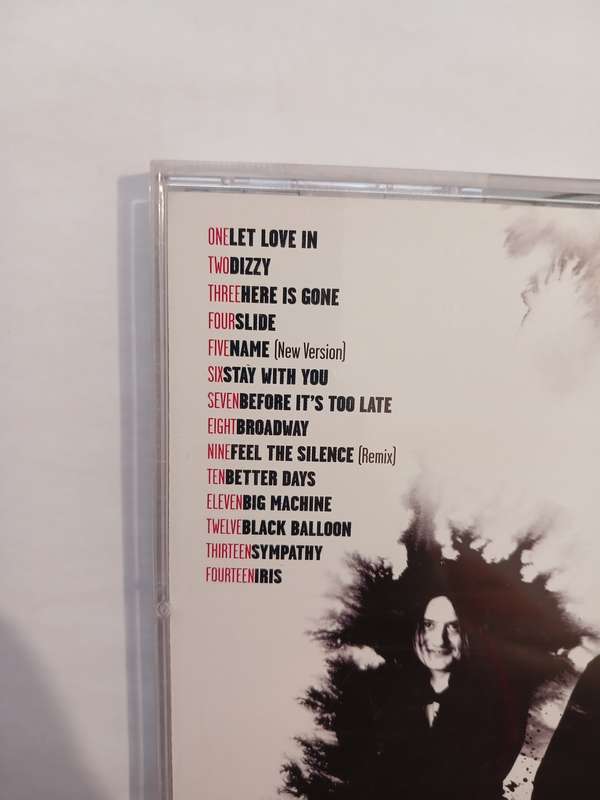 ONELET LOVE IN
TWODIZZY
THREEHERE IS GONE
FOURSLIDE
FIVENAME (New Version)
SIXSTAY WITH YOU
SEVENBEFORE IT'S TOO LATE
EIGHTBROADWAY
NINEFEEL THE SILENCE (Remix)
TENBETTER DAYS
ELEVENBIG MACHINE
TWELVEBLACK BALLOON
THIRTEENSYMPATHY
FOURTEENIRIS